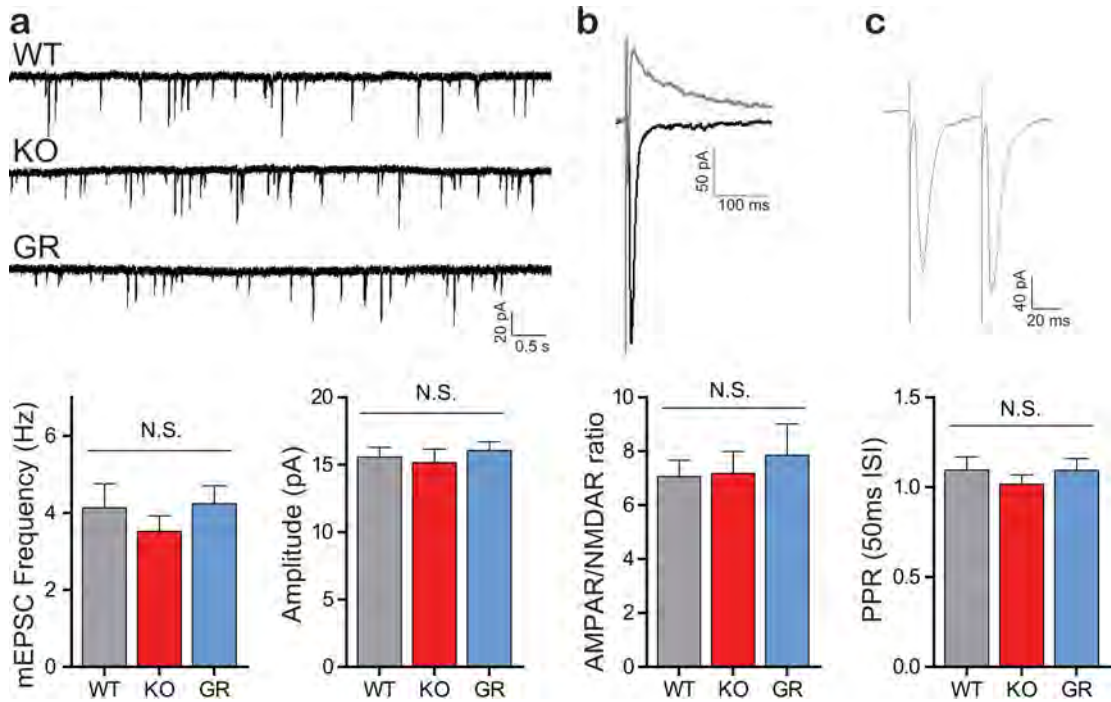 a
WT
KO
GR
20 pA
0.5 s
b
50 pA
100 ms
c
40 pA
20 ms
mEPSC Frequency (Hz)
6
4
2
0
N.S.
WT KO GR
Amplitude (pA)
20
15
10
5
0
N.S.
WT KO GR
AMPAR/NMDAR ratio
10
8
6
4
2
0
N.S.
WT KO GR
PPR (50ms ISI)
1.5
1.0
0.5
0.0
N.S.
WT KO GR